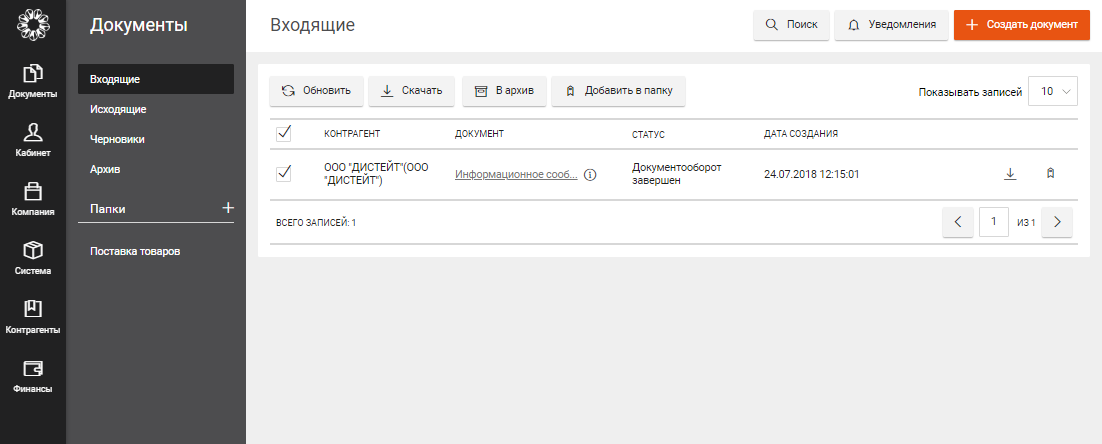 Документы
Кабинет
Компания
Система
Контрагенты
Финансы
Документы
Входящие
Исходящие
Черновики
Архив
Папки
Поставка товаров
Входящие
Поиск
Уведомления
Создать документ
Обновить
Скачать
В архив
Добавить в папку
Показывать записей 10
КОНТРАГЕНТ ДОКУМЕНТ СТАТУС ДАТА СОЗДАНИЯ
ООО "ДИСТЕЙТ"(ООО
"ДИСТЕЙТ")
Информационное сооб...
Документооборот
завершен
24.07.2018 12:15:01
ВСЕГО ЗАПИСЕЙ: 1
1 ИЗ 1